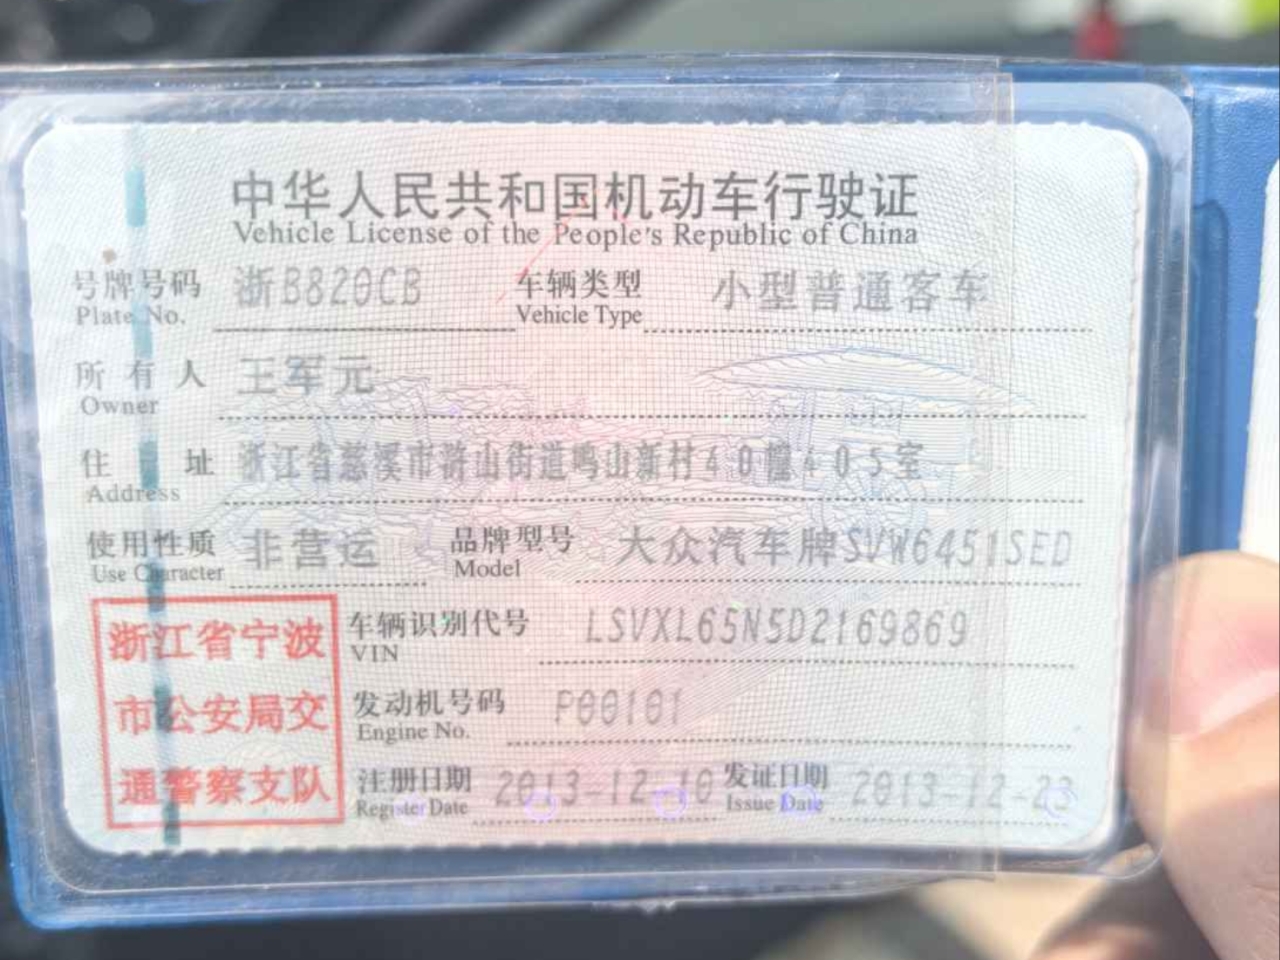 中华人民共和国机动车行驶证
Vehicle License of the People's Republic of China
号牌号码 浙B820CB 车辆类型 小型普通客车
Plate No. Vehicle Type
所有人 王军元
Owner
住址 浙江省慈溪市浒山街道鸣山新村40幢405室
Address
使用性质 非营运 品牌型号 大众汽车牌SVW6451SED
Use Character Model
浙江省宁波
市公安局交
通警察支队
车辆识别代号 LSVXL65N5D2169869
VIN
发动机号码 P00101
Engine No.
注册日期 2013-12-10 发证日期 2013-12-23
Register Date Issue Date